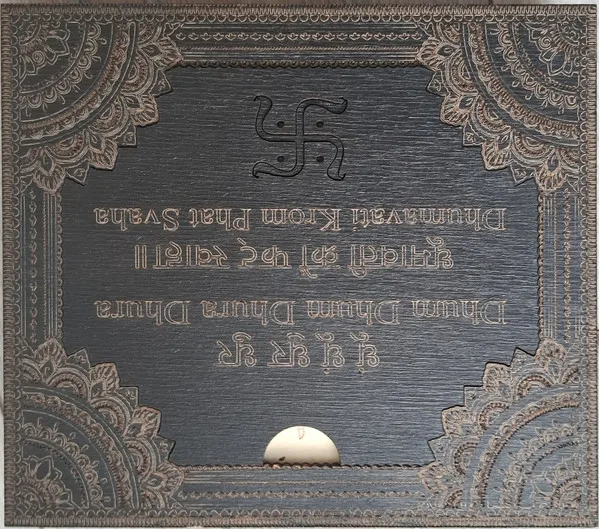 धूं धूं धुर धुर
Dhum Dhum Dhura Dhura
धूमावती क्रों फट् स्वाहा॥
Dhumavati Krom Phat Svaha